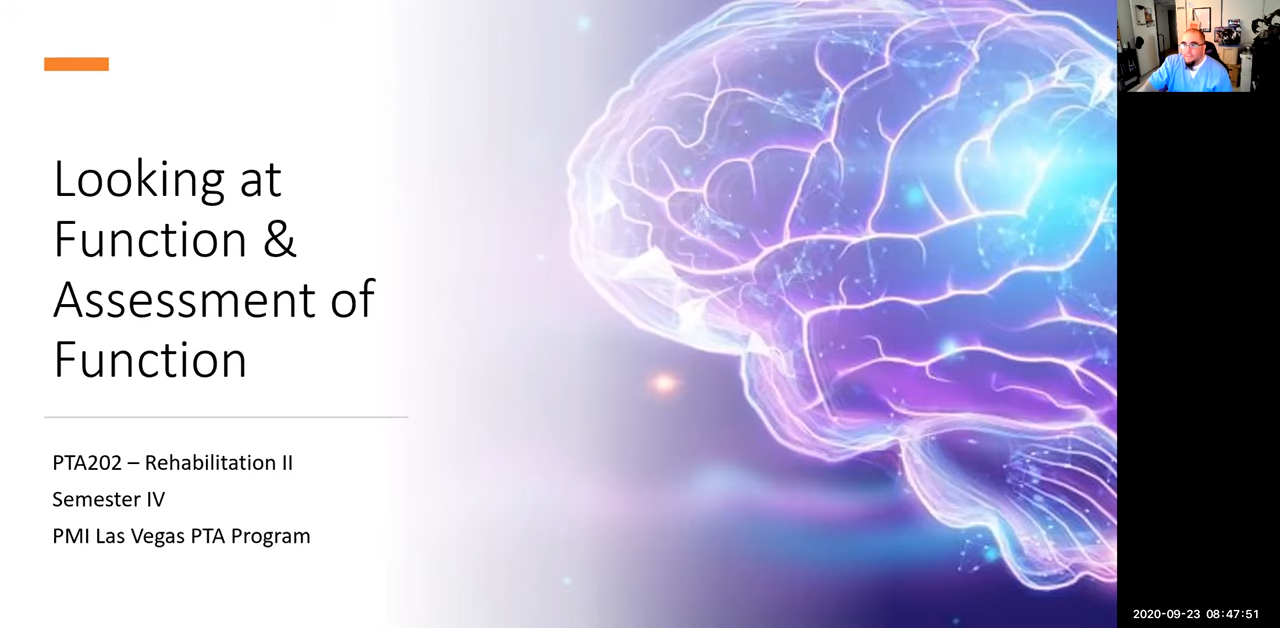 Looking at
Function &
Assessment of
Function
PTA202 – Rehabilitation II
Semester IV
PMI Las Vegas PTA Program
2020-09-23 08:47:51